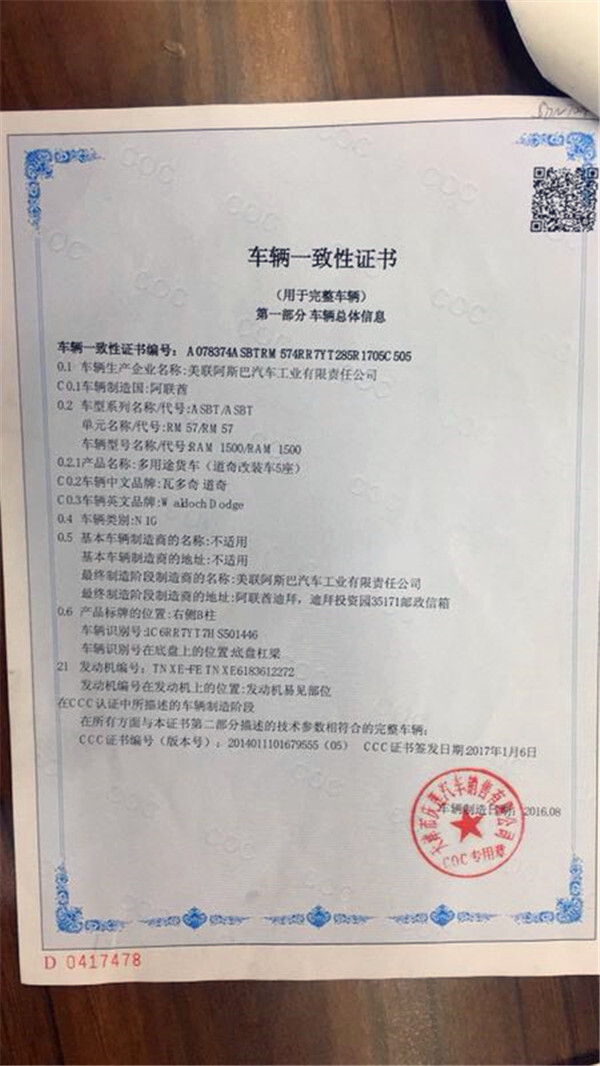 车辆一致性证书
（用于完整车辆）
第一部分 车辆总体信息
车辆一致性证书编号： A078374ASBTRM574RR7YT285R1705C505
0.1 车辆生产企业名称:美联阿斯巴汽车工业有限责任公司
C0.1车辆制造国:阿联酋
0.2 车型系列名称/代号:ASBT/ASBT
单元名称/代号:RM57/RM57
车辆型号名称/代号:RAM 1500/RAM 1500
0.2.1产品名称:多用途货车（道奇改装车5座）
C0.2车辆中文品牌:瓦多奇 道奇
C0.3车辆英文品牌:Waldoch Dodge
0.4 车辆类别:N1G
0.5 基本车辆制造商的名称:不适用
基本车辆制造商的地址:不适用
最终制造阶段制造商的名称:美联阿斯巴汽车工业有限责任公司
最终制造阶段制造商的地址:阿联酋迪拜，迪拜投资园35171邮政信箱
0.6 产品标牌的位置:右侧B柱
车辆识别号:1C6RR7YT7HS501446
车辆识别号在底盘上的位置:底盘杠梁
21 发动机编号:TNXE-FE TNXE6183612272
发动机编号在发动机上的位置:发动机易见部位
在CCC认证中所描述的车辆制造阶段
在所有方面与本证书第二部分描述的技术参数相符合的完整车辆:
CCC证书编号（版本号）: 2014011101679555（05） CCC证书签发日期:2017年1月6日
车辆制造日期: 2016.08
汽车销售有限公司
COC专用章
D 0417478